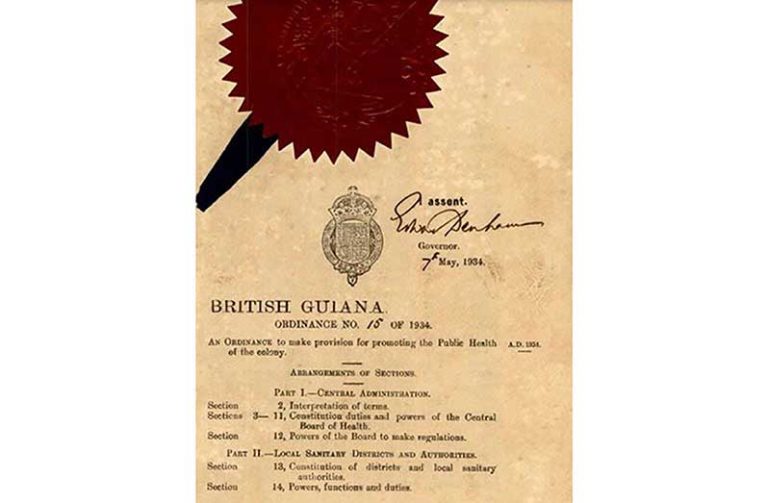 I assent.
Edward Denham
Governor.
7th May, 1934.
BRITISH GUIANA.
ORDINANCE NO. 15 OF 1934.
AN ORDINANCE to make provision for promoting the Public Health A.D. 1934.
of the colony.
ARRANGEMENTS OF SECTIONS.
PART I.—CENTRAL ADMINISTRATION.
Section 2, Interpretation of terms.
Sections 3—11, Constitution duties and powers of the Central
Board of Health.
Section 12, Powers of the Board to make regulations.
PART II.—LOCAL SANITARY DISTRICTS AND AUTHORITIES.
Section 13, Constitution of districts and local sanitary
authorities.
Section 14, Powers, functions and duties.